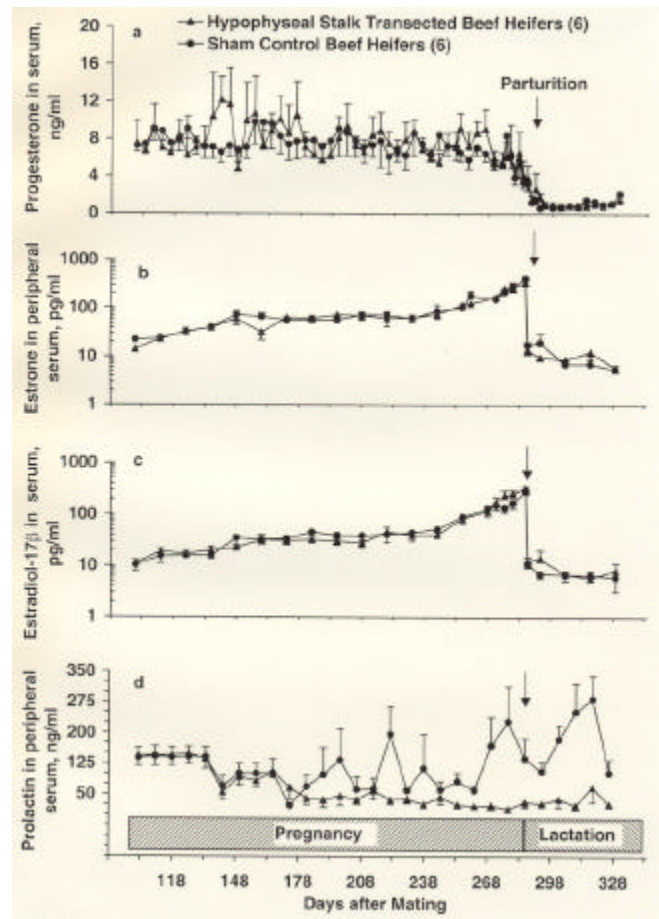 Hypophyseal Stalk Transected Beef Heifers (6)
Sham Control Beef Heifers (6)
a
Progesterone in serum,
ng/ml
20
16
12
8
4
0
Parturition
b
Estrone in peripheral
serum, pg/ml
1000
100
10
1
c
Estradiol-17β in serum,
pg/ml
1000
100
10
1
d
Prolactin in peripheral
serum, ng/ml
350
275
200
125
50
Pregnancy
Lactation
118 148 178 208 238 268 298 328
Days after Mating